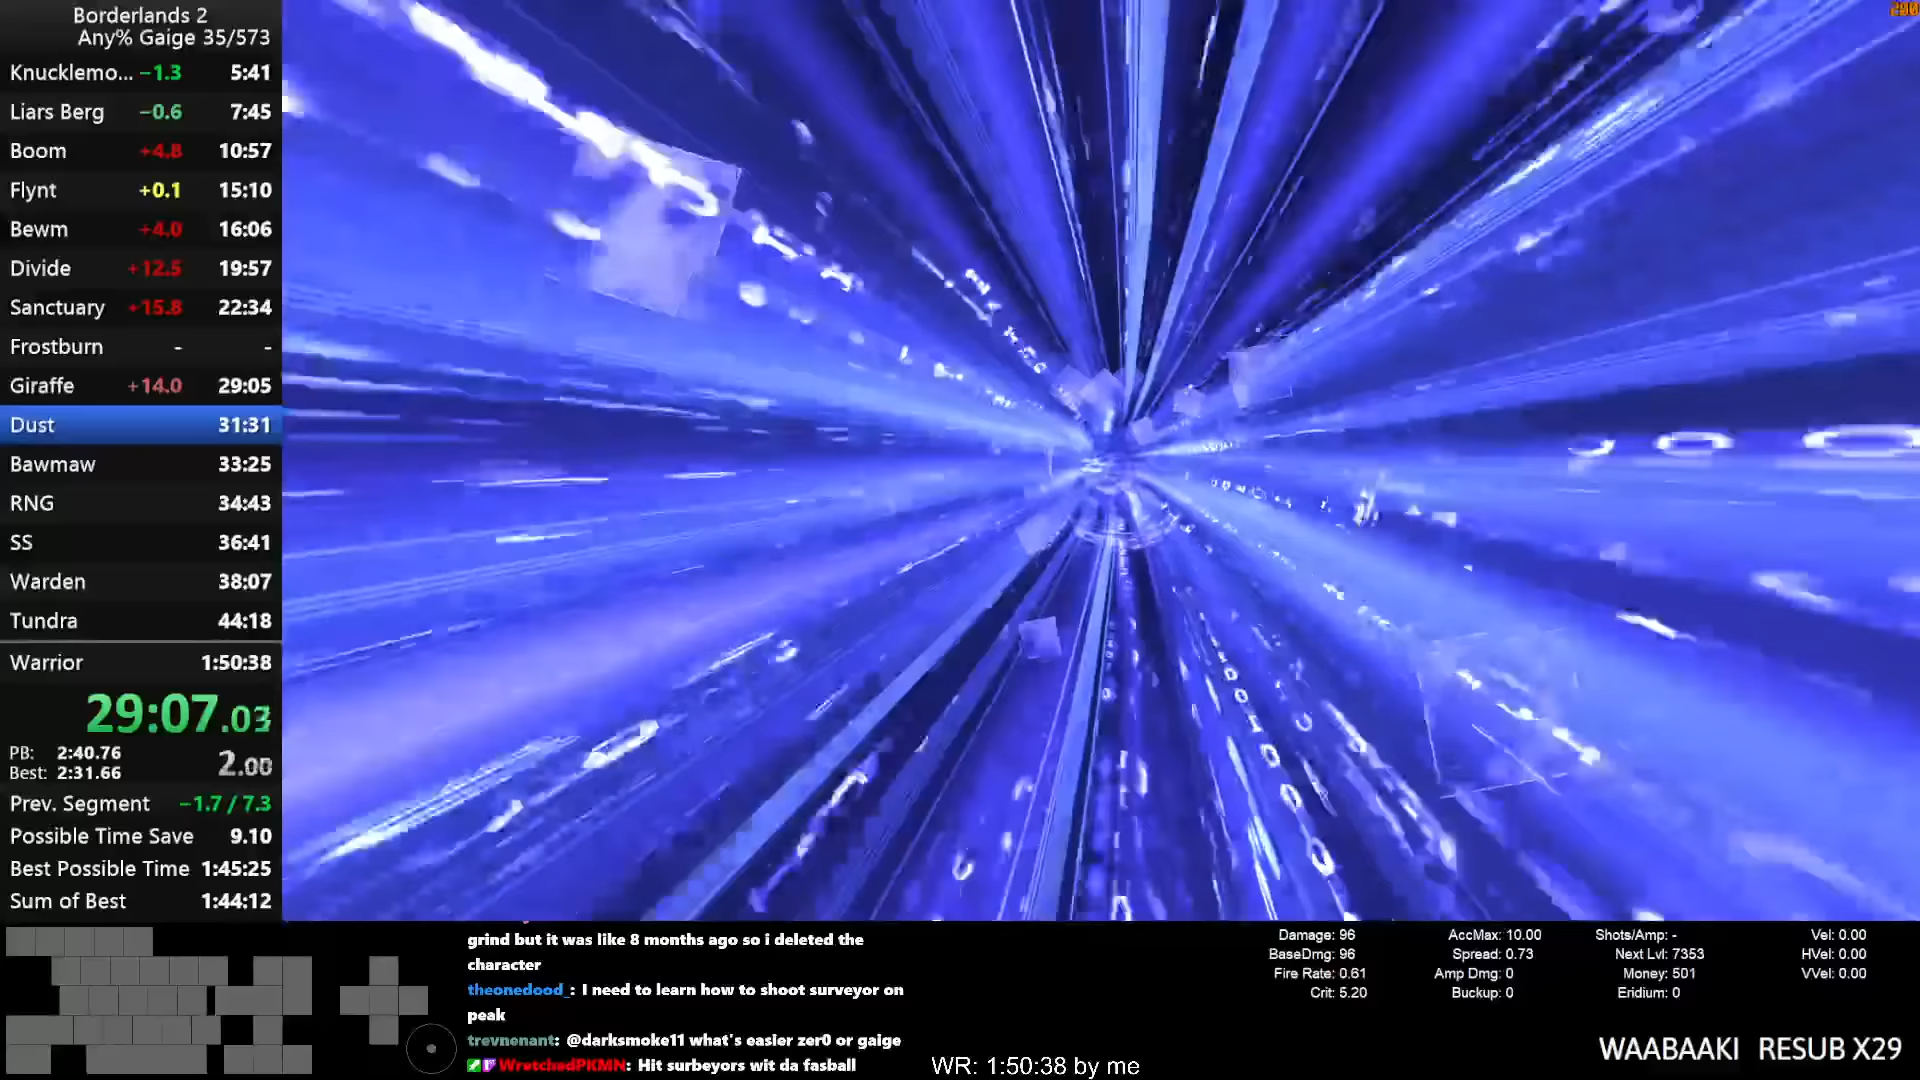 Borderlands 2
Any% Gaige 35/573
Knucklemo... −1.3 5:41
Liars Berg −0.6 7:45
Boom +4.8 10:57
Flynt +0.1 15:10
Bewm +4.0 16:06
Divide +12.5 19:57
Sanctuary +15.8 22:34
Frostburn - -
Giraffe +14.0 29:05
Dust 31:31
Bawmaw 33:25
RNG 34:43
SS 36:41
Warden 38:07
Tundra 44:18
Warrior 1:50:38
29:07.03
PB: 2:40.76
Best: 2:31.66
2.00
Prev. Segment −1.7 / 7.3
Possible Time Save 9.10
Best Possible Time 1:45:25
Sum of Best 1:44:12
grind but it was like 8 months ago so i deleted the
character
theonedood_: I need to learn how to shoot surveyor on
peak
trevnenant: @darksmoke11 what's easier zer0 or gaige
WretchedPKMN: Hit surbeyors wit da fasball
WR: 1:50:38 by me
Damage: 96
BaseDmg: 96
Fire Rate: 0.61
Crit: 5.20
AccMax: 10.00
Spread: 0.73
Amp Dmg: 0
Buckup: 0
Shots/Amp: -
Next Lvl: 7353
Money: 501
Eridium: 0
Vel: 0.00
HVel: 0.00
VVel: 0.00
WAABAAKI RESUB X29